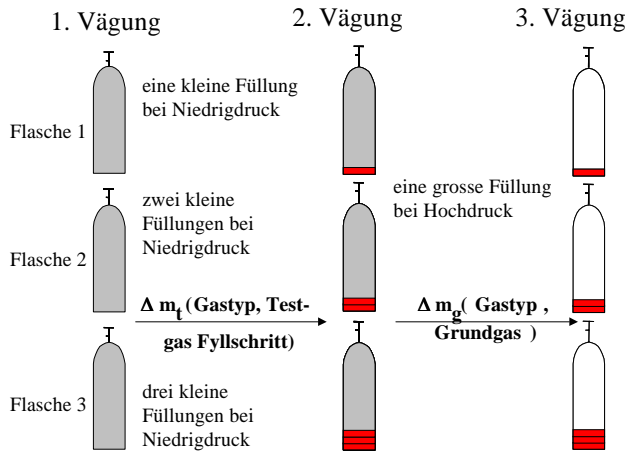 1. Vägung
2. Vägung
3. Vägung
eine kleine Füllung
bei Niedrigdruck
Flasche 1
zwei kleine
Füllungen bei
Niedrigdruck
eine grosse Füllung
bei Hochdruck
Flasche 2
Δ m_t (Gastyp, Test-
gas Fyllschritt)
Δ m_g( Gastyp ,
Grundgas )
Flasche 3
drei kleine
Füllungen bei
Niedrigdruck